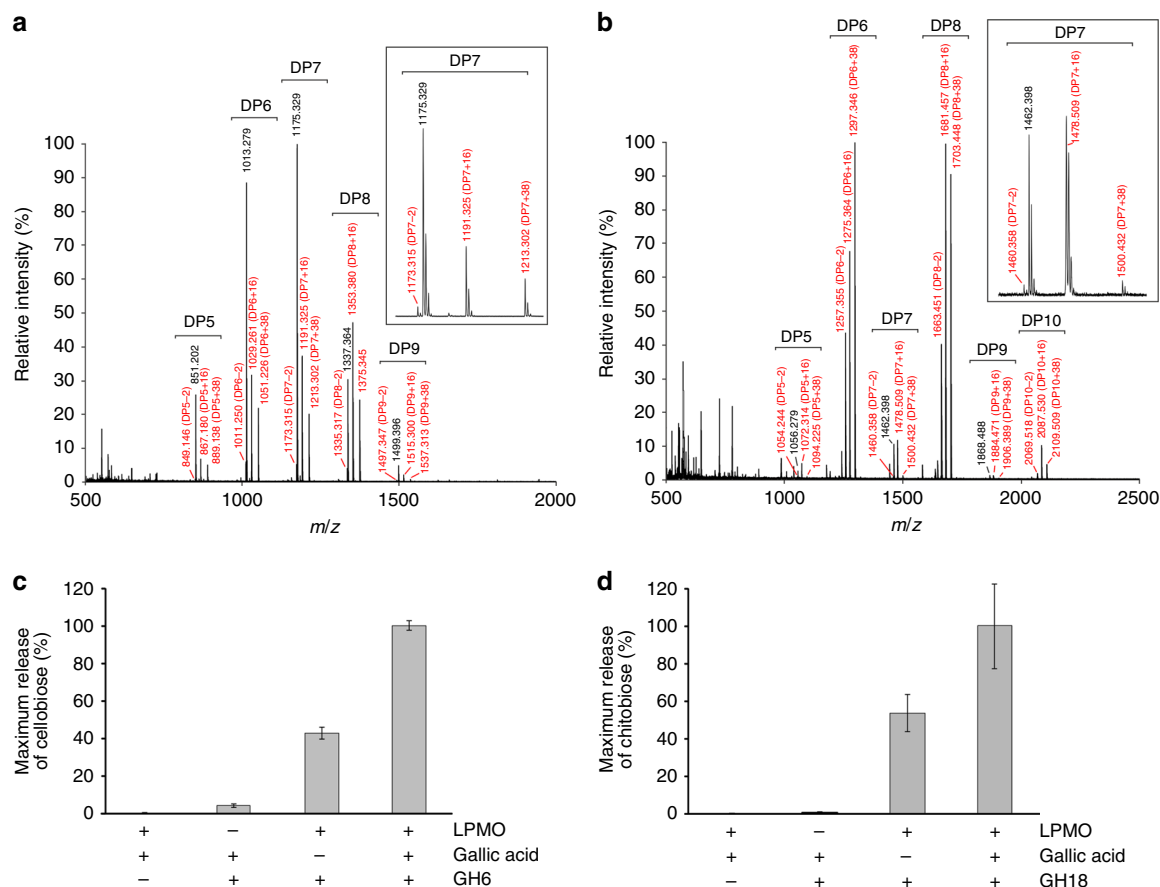 a
DP5
DP6
DP7
DP8
DP9
849.146 (DP5–2)
851.202
867.180 (DP5+16)
889.138 (DP5+38)
1011.250 (DP6–2)
1013.279
1029.261 (DP6+16)
1051.226 (DP6+38)
1173.315 (DP7–2)
1175.329
1191.325 (DP7+16)
1213.302 (DP7+38)
1335.317 (DP8–2)
1337.364
1353.380 (DP8+16)
1375.345
1497.347 (DP9–2)
1499.396
1515.300 (DP9+16)
1537.313 (DP9+38)
DP7
1173.315 (DP7–2)
1175.329
1191.325 (DP7+16)
1213.302 (DP7+38)
Relative intensity (%)
100
90
80
70
60
50
40
30
20
10
0
500 1000 1500 2000
m/z
b
DP5
DP6
DP7
DP8
DP9
DP10
1054.244 (DP5–2)
1056.279
1072.314 (DP5+16)
1094.225 (DP5+38)
1257.355 (DP6–2)
1275.364 (DP6+16)
1297.346 (DP6+38)
1460.358 (DP7–2)
1462.398
1478.509 (DP7+16)
1500.432 (DP7+38)
1663.451 (DP8–2)
1681.457 (DP8+16)
1703.448 (DP8+38)
1868.488
1884.471 (DP9+16)
1906.389 (DP9+38)
2069.518 (DP10–2)
2087.530 (DP10+16)
2109.509 (DP10+38)
DP7
1460.358 (DP7–2)
1462.398
1478.509 (DP7+16)
1500.432 (DP7+38)
Relative intensity (%)
100
90
80
70
60
50
40
30
20
10
0
500 1000 1500 2000 2500
m/z
c
Maximum release
of cellobiose (%)
120
100
80
60
40
20
0
+ – + + LPMO
+ + – + Gallic acid
– + + + GH6
d
Maximum release
of chitobiose (%)
120
100
80
60
40
20
0
+ – + + LPMO
+ + – + Gallic acid
– + + + GH18